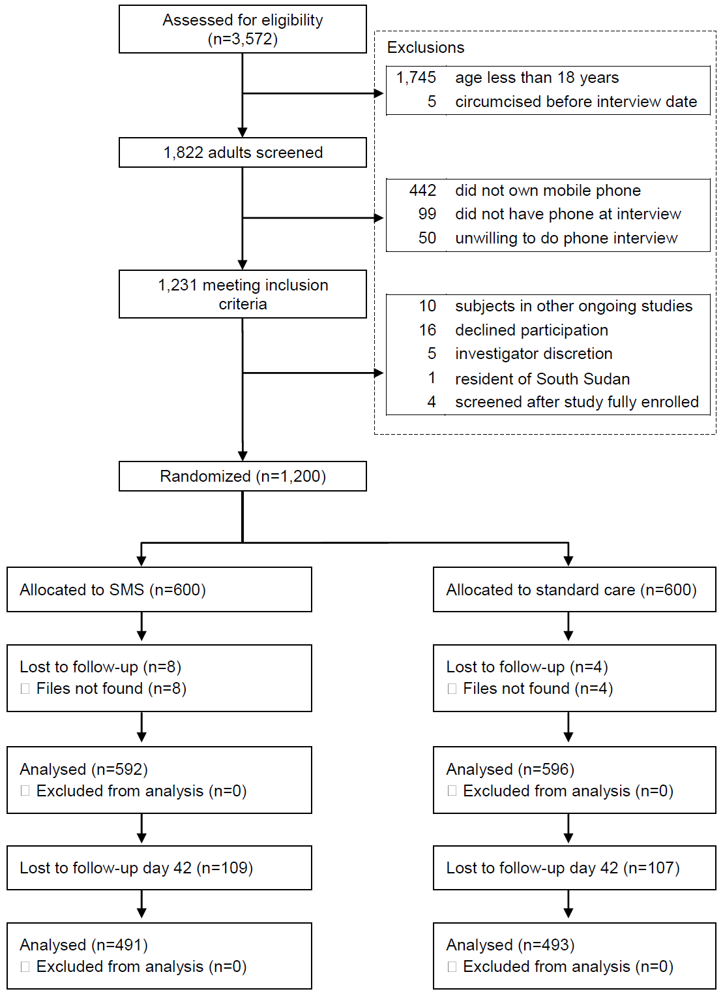 Assessed for eligibility
(n=3,572)
Exclusions
1,745 age less than 18 years
5 circumcised before interview date
1,822 adults screened
442 did not own mobile phone
99 did not have phone at interview
50 unwilling to do phone interview
1,231 meeting inclusion
criteria
10 subjects in other ongoing studies
16 declined participation
5 investigator discretion
1 resident of South Sudan
4 screened after study fully enrolled
Randomized (n=1,200)
Allocated to SMS (n=600)
Allocated to standard care (n=600)
Lost to follow-up (n=8)
□ Files not found (n=8)
Lost to follow-up (n=4)
□ Files not found (n=4)
Analysed (n=592)
□ Excluded from analysis (n=0)
Analysed (n=596)
□ Excluded from analysis (n=0)
Lost to follow-up day 42 (n=109)
Lost to follow-up day 42 (n=107)
Analysed (n=491)
□ Excluded from analysis (n=0)
Analysed (n=493)
□ Excluded from analysis (n=0)